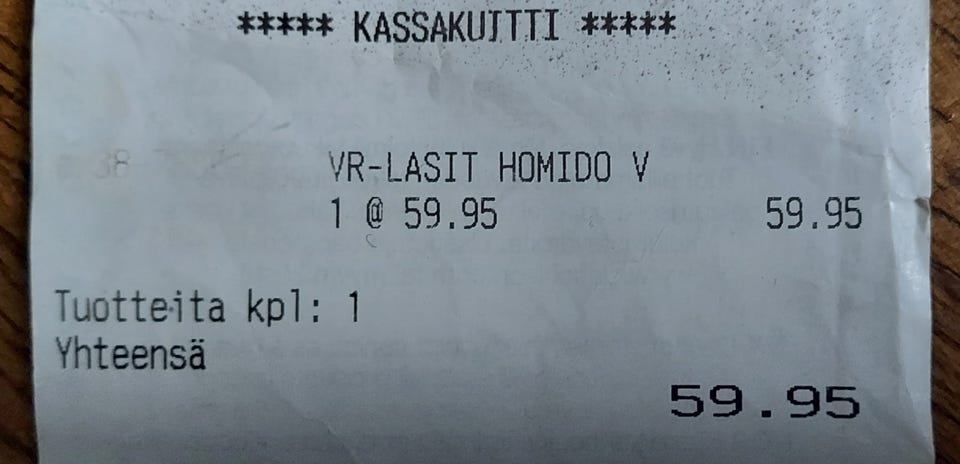 ***** KASSAKUITTI *****
VR-LASIT HOMIDO V
1 @ 59.95 59.95
Tuotteita kpl: 1
Yhteensä
59.95